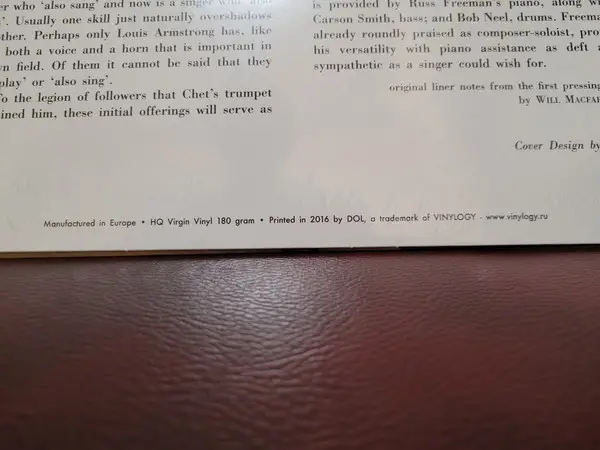 who 'also sang' and now is a singer who 'also
Usually one skill just naturally overshadows
Perhaps only Louis Armstrong has, like
both a voice and a horn that is important in
field. Of them it cannot be said that they
play' or 'also sing'.
To the legion of followers that Chet's trumpet
him, these initial offerings will serve as
is provided by Russ Freeman's piano, along
Carson Smith, bass; and Bob Neel, drums.
already roundly praised as composer-soloist,
his versatility with piano assistance as deft
sympathetic as a singer could wish for.
original liner notes from the first pressing
by WILL
Cover Design by
Manufactured in Europe • HQ Virgin Vinyl 180 gram • Printed in 2016 by DOL, a trademark of VINYLOGY - www.vinylogy.ru